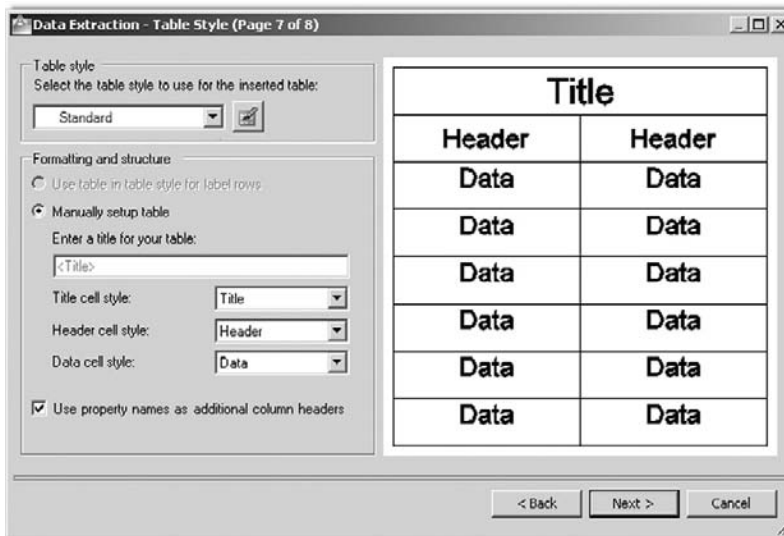 Data Extraction - Table Style (Page 7 of 8)
Table style
Select the table style to use for the inserted table:
Standard
Formatting and structure
Use table in table style for label rows
Manually setup table
Enter a title for your table:
<Title>
Title cell style: Title
Header cell style: Header
Data cell style: Data
Use property names as additional column headers
Title
Header Header
Data Data
Data Data
Data Data
Data Data
Data Data
Data Data
< Back Next > Cancel